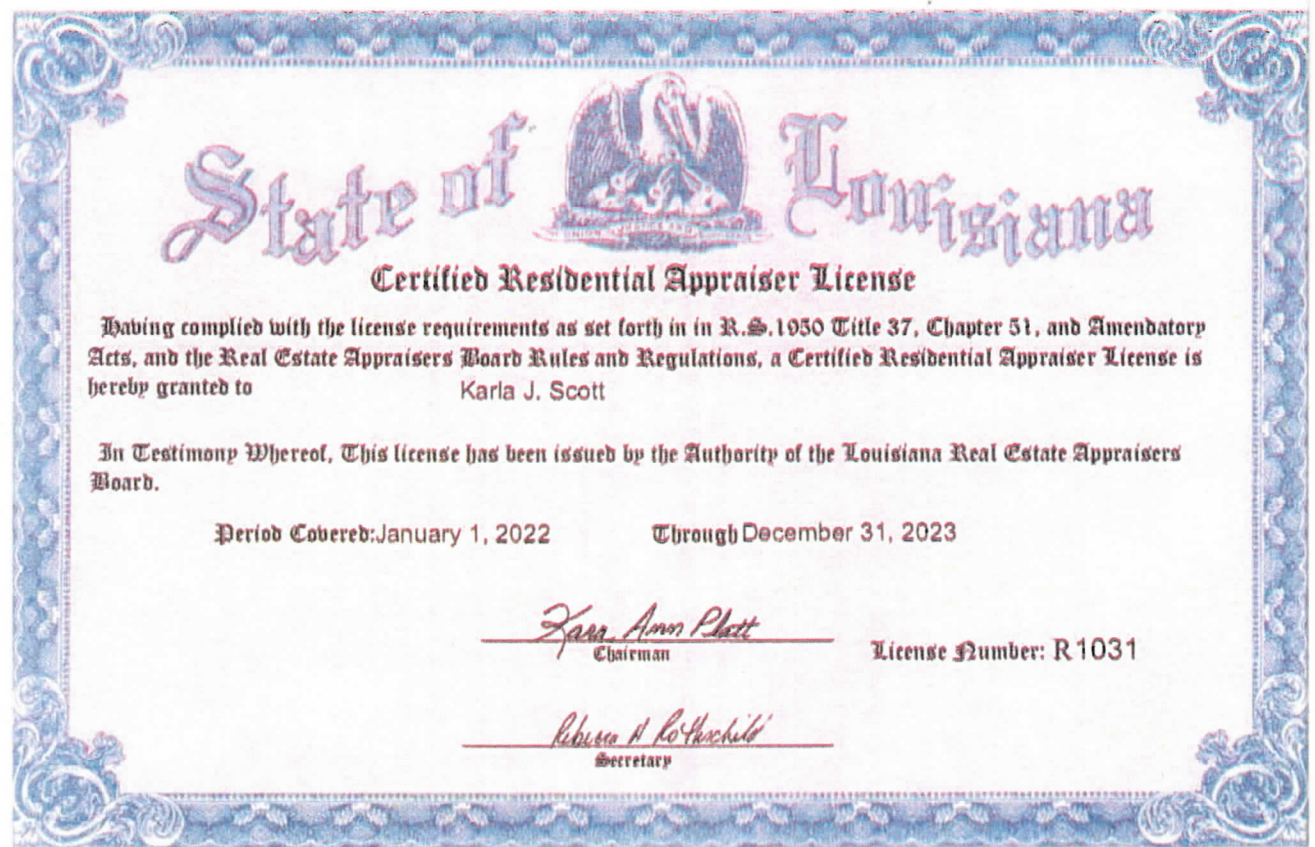 State of Louisiana
Certified Residential Appraiser License
Having complied with the license requirements as set forth in in R.S.1950 Title 37, Chapter 51, and Amendatory
Acts, and the Real Estate Appraisers Board Rules and Regulations, a Certified Residential Appraiser License is
hereby granted to Karla J. Scott
In Testimony Whereof, This license has been issued by the Authority of the Louisiana Real Estate Appraisers
Board.
Period Covered:January 1, 2022 Through December 31, 2023
Kara Ann Platt
Chairman
License Number: R1031
Rebecca A Rothschild
Secretary